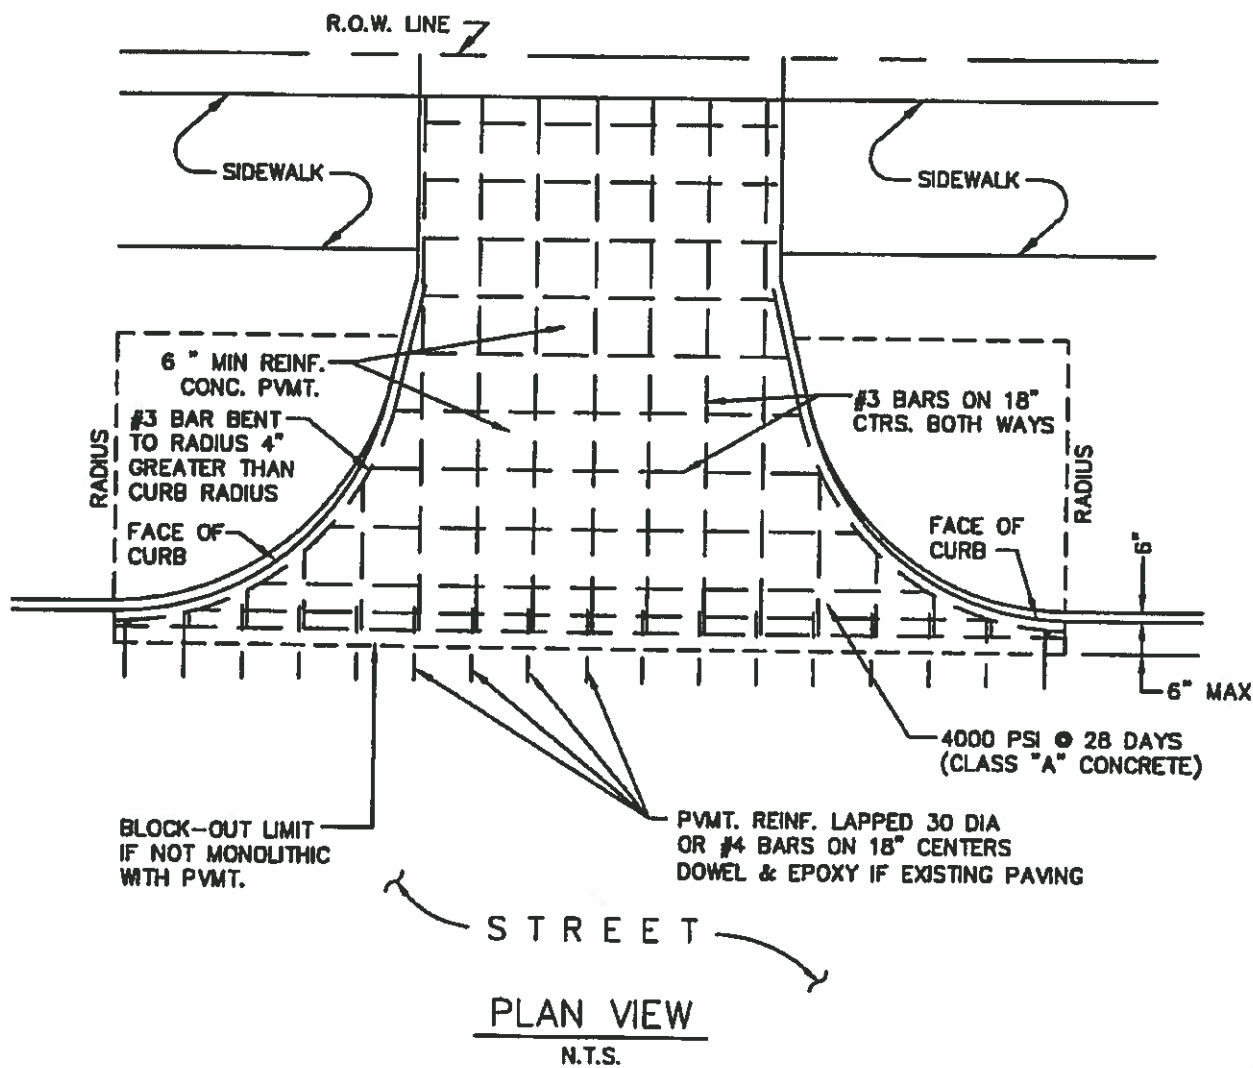 R.O.W. LINE
SIDEWALK
SIDEWALK
6 " MIN REINF.
CONC. PVMT.
#3 BAR BENT
TO RADIUS 4"
GREATER THAN
CURB RADIUS
RADIUS
FACE OF
CURB
#3 BARS ON 18"
CTRS. BOTH WAYS
RADIUS
FACE OF
CURB
6"
6" MAX
4000 PSI @ 28 DAYS
(CLASS "A" CONCRETE)
BLOCK-OUT LIMIT
IF NOT MONOLITHIC
WITH PVMT.
PVMT. REINF. LAPPED 30 DIA
OR #4 BARS ON 18" CENTERS
DOWEL & EPOXY IF EXISTING PAVING
STREET
PLAN VIEW
N.T.S.